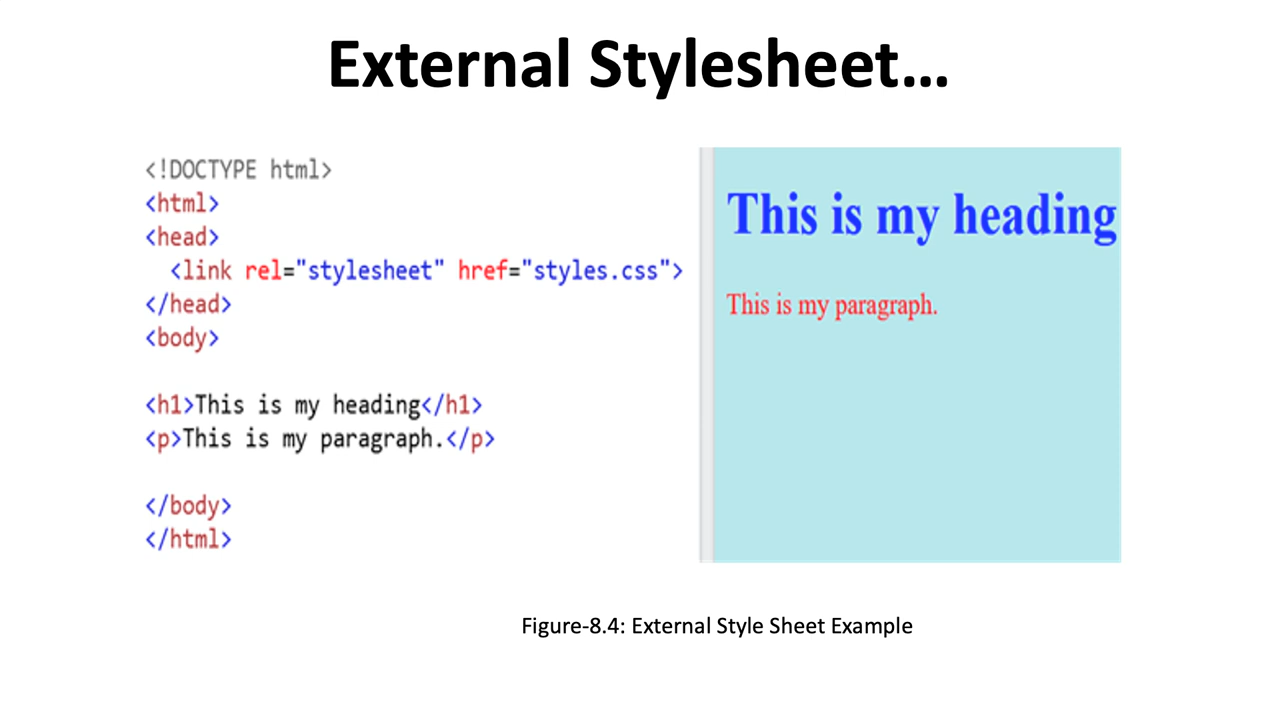 External Stylesheet...
<!DOCTYPE html>
<html>
<head>
  <link rel="stylesheet" href="styles.css">
</head>
<body>
<h1>This is my heading</h1>
<p>This is my paragraph.</p>
</body>
</html>
This is my heading
This is my paragraph.
Figure-8.4: External Style Sheet Example